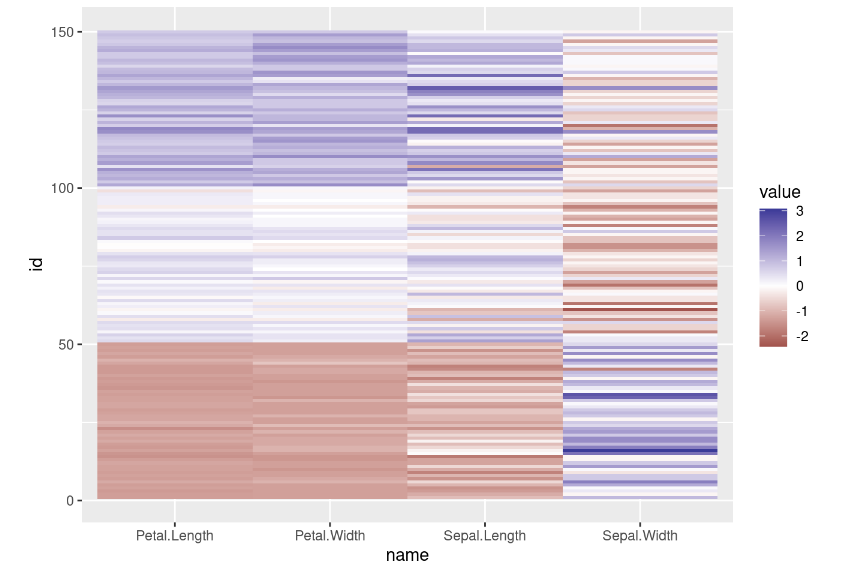 150
100
50
0
id
Petal.Length
Petal.Width
Sepal.Length
Sepal.Width
name
value
3
2
1
0
-1
-2